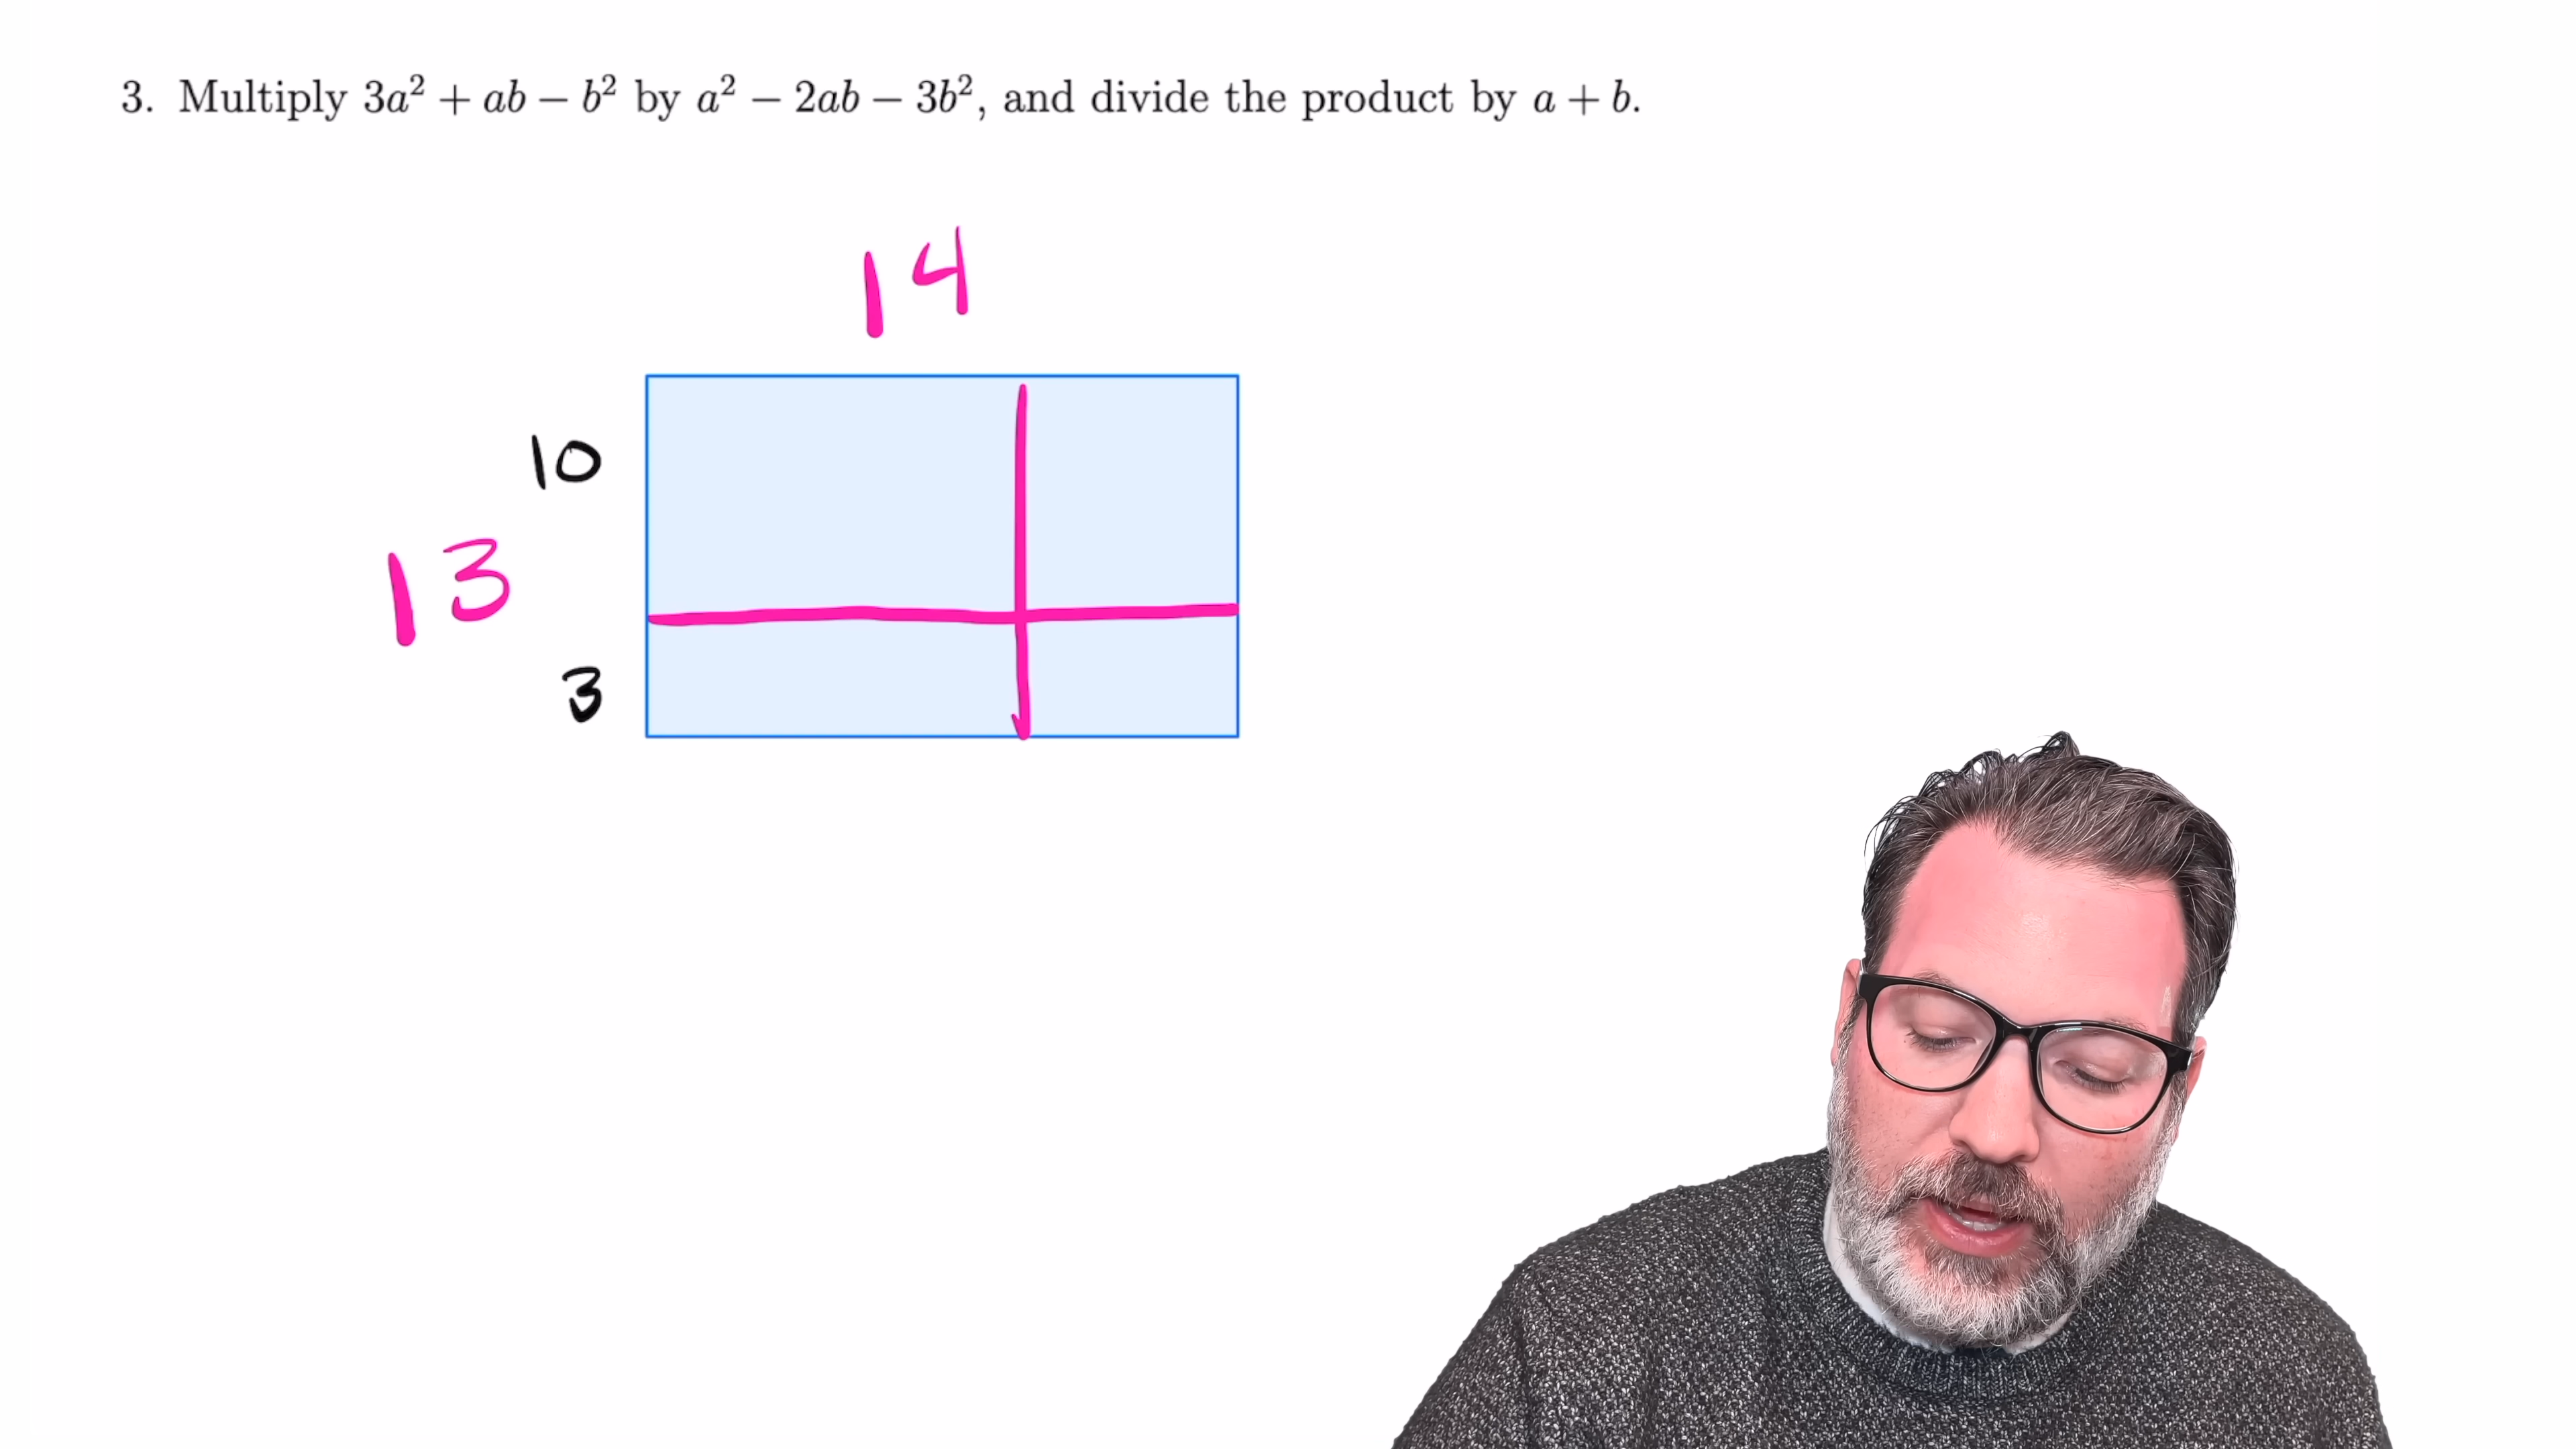 3. Multiply 3a² + ab − b² by a² − 2ab − 3b², and divide the product by a + b.
14
10
13
3